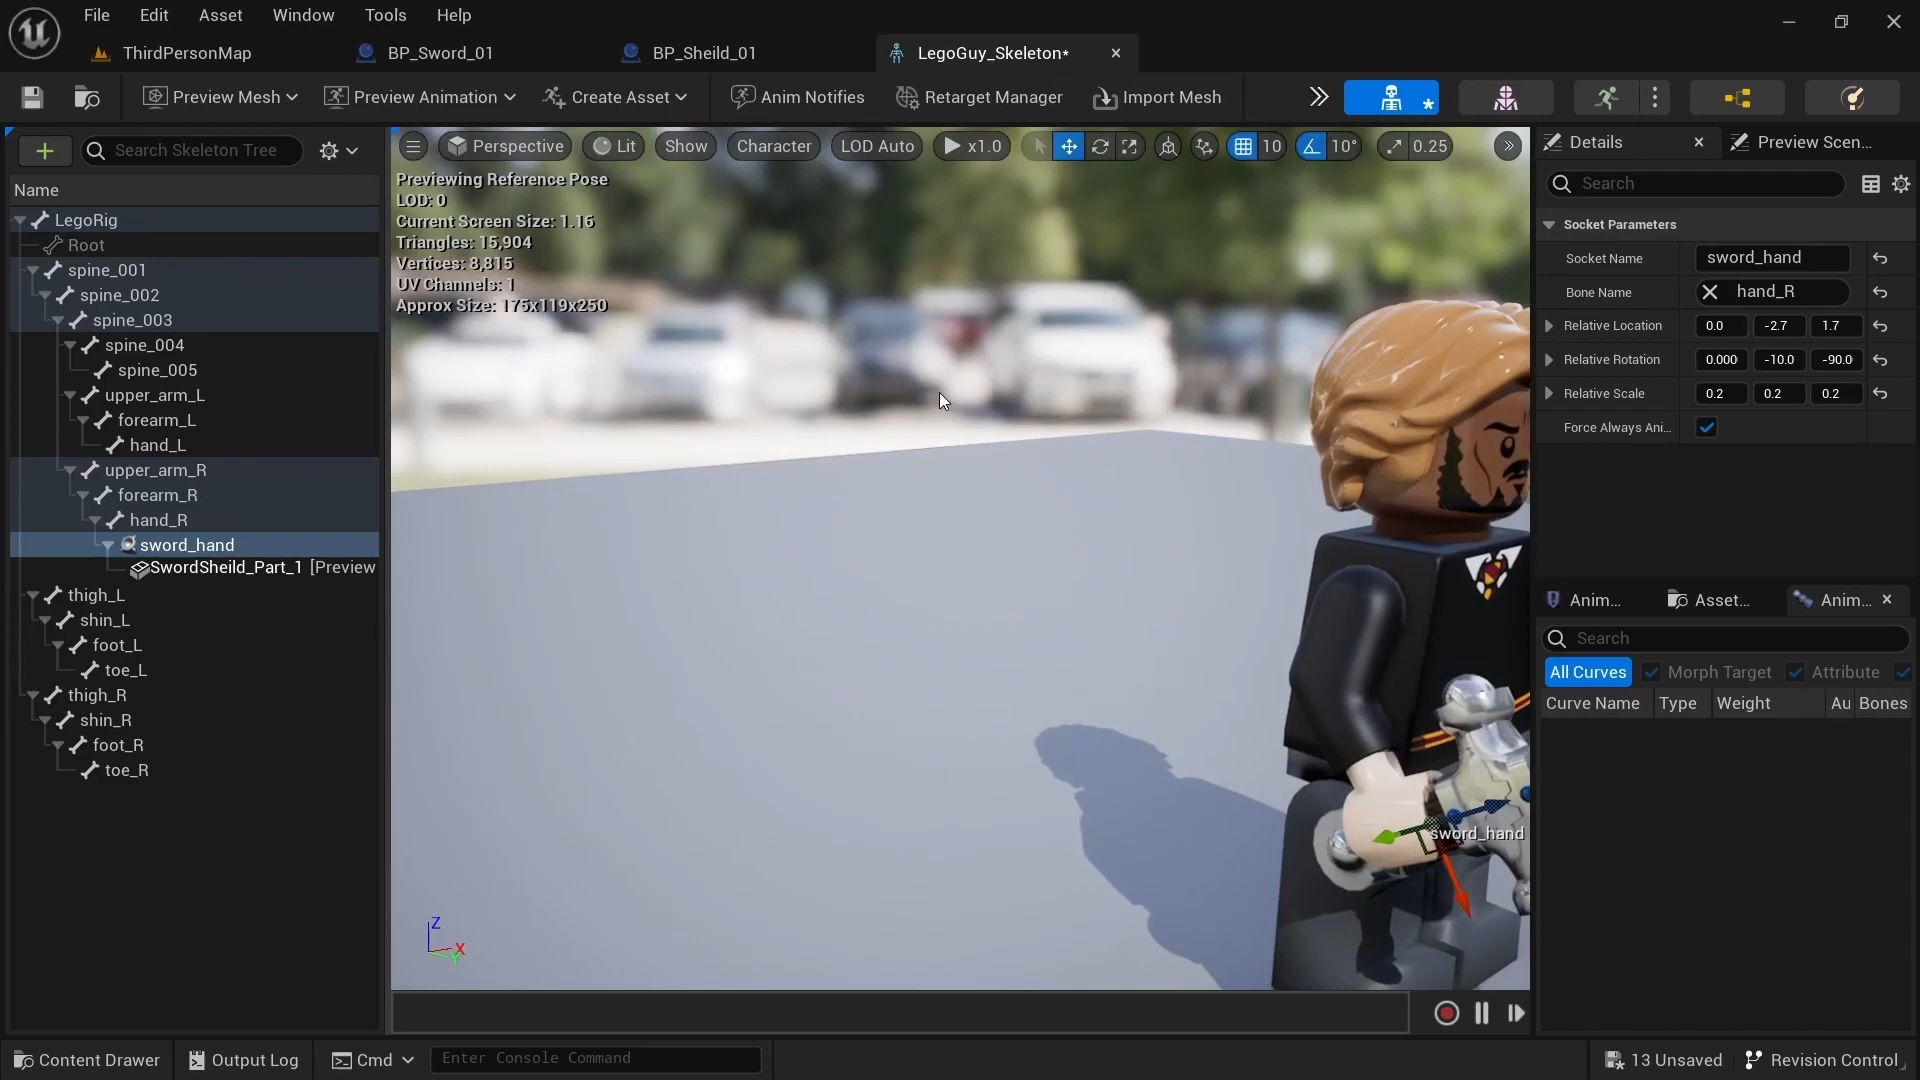 File Edit Asset Window Tools Help
ThirdPersonMap BP_Sword_01 BP_Sheild_01 LegoGuy_Skeleton*
Preview Mesh Preview Animation Create Asset Anim Notifies Retarget Manager Import Mesh
Search Skeleton Tree
Perspective Lit Show Character LOD Auto x1.0 10 10° 0.25
Details Preview Scen...
Search
Name
LegoRig
Root
spine_001
spine_002
spine_003
spine_004
spine_005
upper_arm_L
forearm_L
hand_L
upper_arm_R
forearm_R
hand_R
sword_hand
SwordSheild_Part_1 [Preview
thigh_L
shin_L
foot_L
toe_L
thigh_R
shin_R
foot_R
toe_R
Previewing Reference Pose
LOD: 0
Current Screen Size: 1.16
Triangles: 15,904
Vertices: 8,815
UV Channels: 1
Approx Size: 175x119x250
sword_hand
Z
X
Y
Socket Parameters
Socket Name sword_hand
Bone Name hand_R
Relative Location 0.0 -2.7 1.7
Relative Rotation 0.000 -10.0 -90.0
Relative Scale 0.2 0.2 0.2
Force Always Ani...
Anim... Asset... Anim...
Search
All Curves Morph Target Attribute
Curve Name Type Weight Au Bones
Content Drawer Output Log Cmd Enter Console Command 13 Unsaved Revision Control